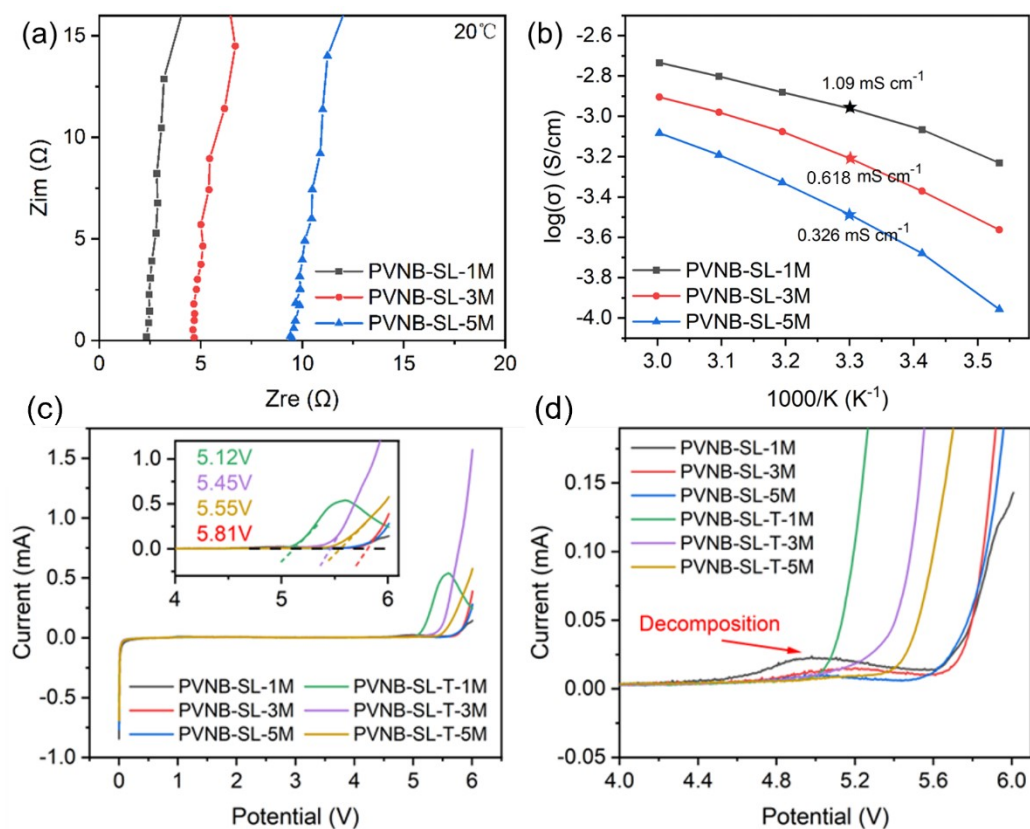 (a)
20℃
15
10
5
0
Zim (Ω)
PVNB-SL-1M
PVNB-SL-3M
PVNB-SL-5M
0 5 10 15 20
Zre (Ω)
(b)
-2.6
-2.8
-3.0
-3.2
-3.4
-3.6
-3.8
-4.0
log(σ) (S/cm)
1.09 mS cm⁻¹
0.618 mS cm⁻¹
0.326 mS cm⁻¹
PVNB-SL-1M
PVNB-SL-3M
PVNB-SL-5M
3.0 3.1 3.2 3.3 3.4 3.5
1000/K (K⁻¹)
(c)
1.5
1.0
0.5
0.0
-0.5
-1.0
Current (mA)
1.0
0.5
0.0
5.12V
5.45V
5.55V
5.81V
4 5 6
PVNB-SL-1M PVNB-SL-T-1M
PVNB-SL-3M PVNB-SL-T-3M
PVNB-SL-5M PVNB-SL-T-5M
0 1 2 3 4 5 6
Potential (V)
(d)
0.15
0.10
0.05
0.00
-0.05
Current (mA)
PVNB-SL-1M
PVNB-SL-3M
PVNB-SL-5M
PVNB-SL-T-1M
PVNB-SL-T-3M
PVNB-SL-T-5M
Decomposition
4.0 4.4 4.8 5.2 5.6 6.0
Potential (V)